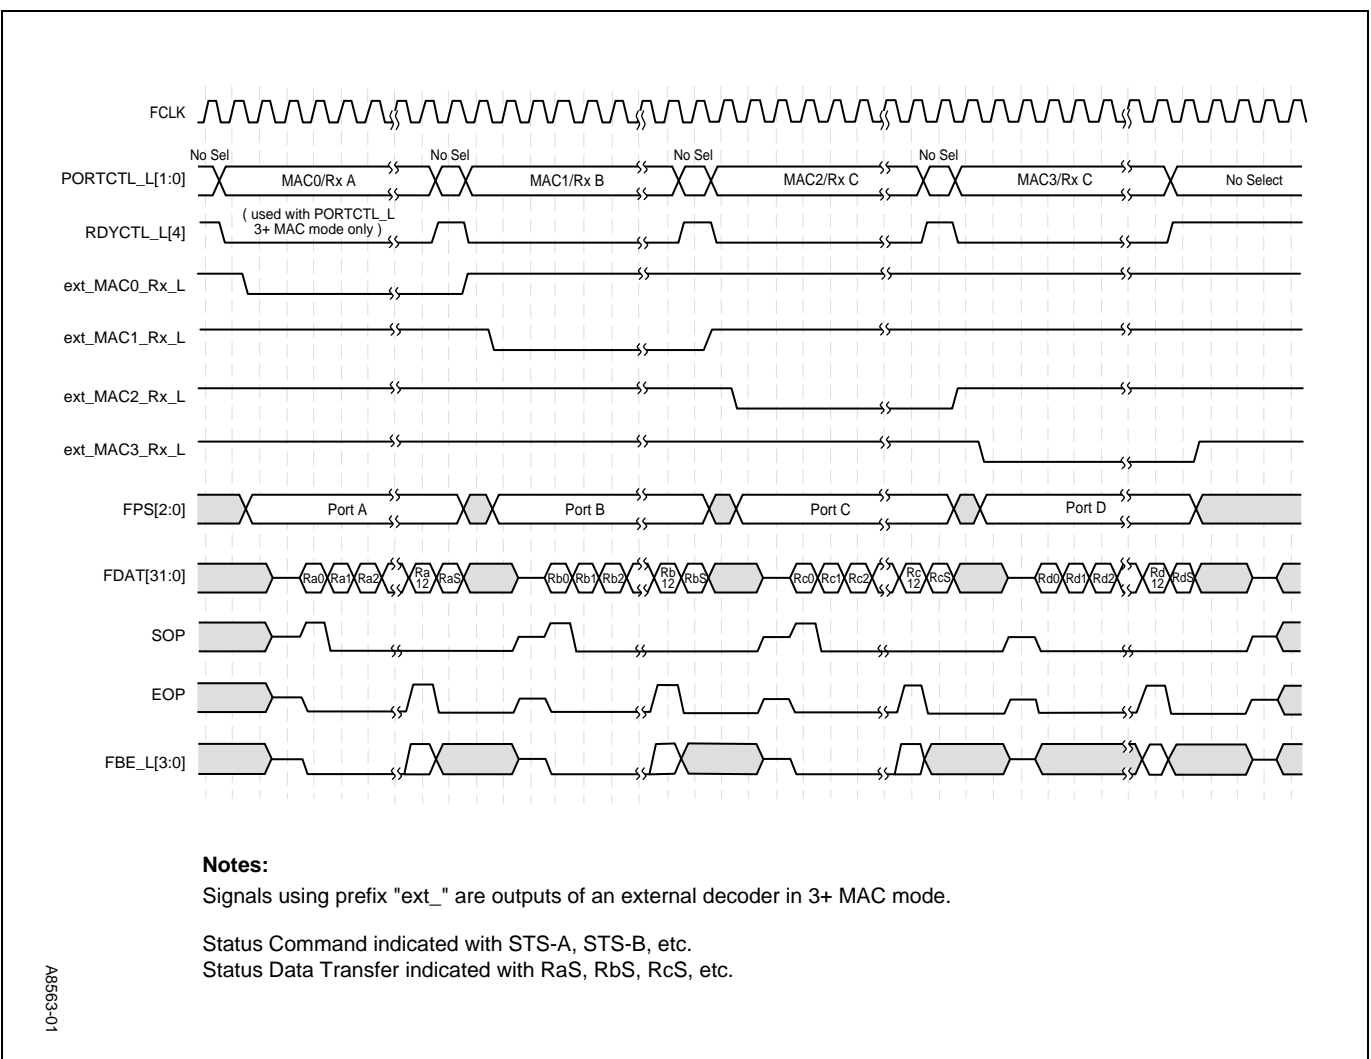 FCLK
No Sel No Sel No Sel No Sel
PORTCTL_L[1:0] MAC0/Rx A MAC1/Rx B MAC2/Rx C MAC3/Rx C No Select
( used with PORTCTL_L
3+ MAC mode only )
RDYCTL_L[4]
ext_MAC0_Rx_L
ext_MAC1_Rx_L
ext_MAC2_Rx_L
ext_MAC3_Rx_L
FPS[2:0] Port A Port B Port C Port D
FDAT[31:0] Ra0 Ra1 Ra2 Ra 12 RaS Rb0 Rb1 Rb2 Rb 12 RbS Rc0 Rc1 Rc2 Rc 12 RcS Rd0 Rd1 Rd2 Rd 12 RdS
SOP
EOP
FBE_L[3:0]
Notes:
Signals using prefix "ext_" are outputs of an external decoder in 3+ MAC mode.
Status Command indicated with STS-A, STS-B, etc.
Status Data Transfer indicated with RaS, RbS, RcS, etc.
A8563-01